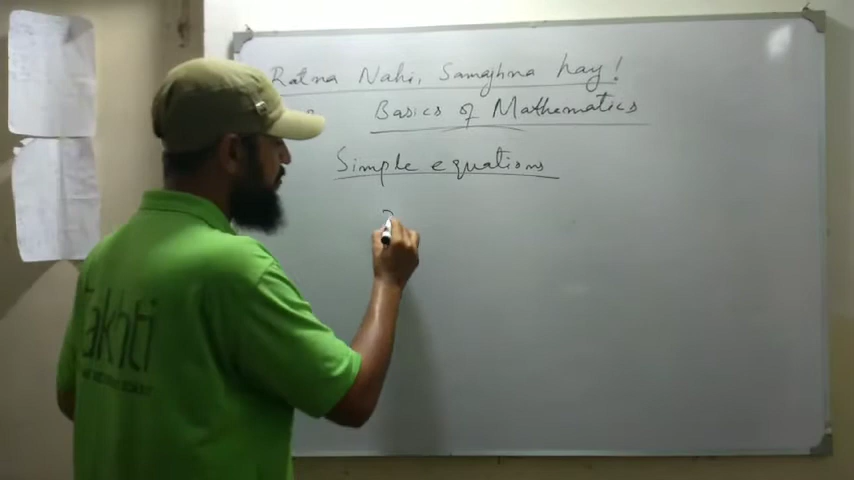 Ratna Nahi, Samajhna hay!
Basics of Mathematics
Simple equations
akhti